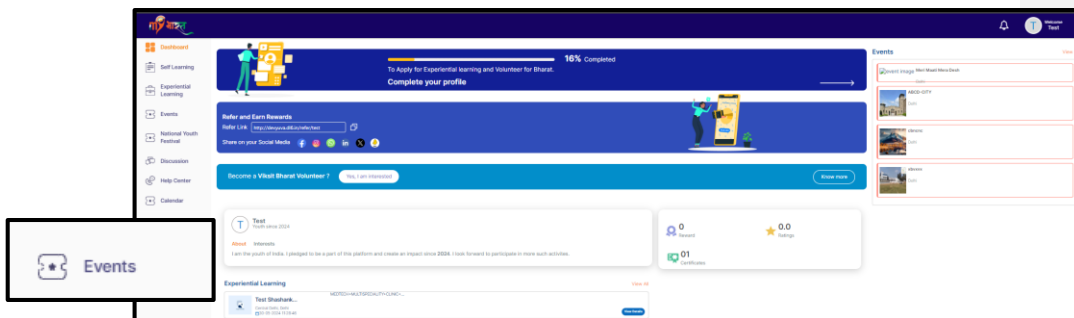 मेरा भारत
Welcome
T Test
Dashboard
Self Learning
Experiential
Learning
Events
National Youth
Festival
Discussion
Help Center
Calendar
Events
16% Completed
To Apply for Experiential learning and Volunteer for Bharat.
Complete your profile
Refer and Earn Rewards
Refer Link
Share on your Social Media
Become a Viksit Bharat Volunteer ?
Yes, I am interested
Know more
T
Test
Youth since 2024
About Interests
I am the youth of India. I pledged to be a part of this platform and create an impact since 2024. I look forward to participate in more such activities.
0
Reward
0.0
Ratings
01
Certificates
Experiential Learning
View All
Test Shashank...
View Details
Events
View
event image Meri Maati Mera Desh
ABCD-CITY